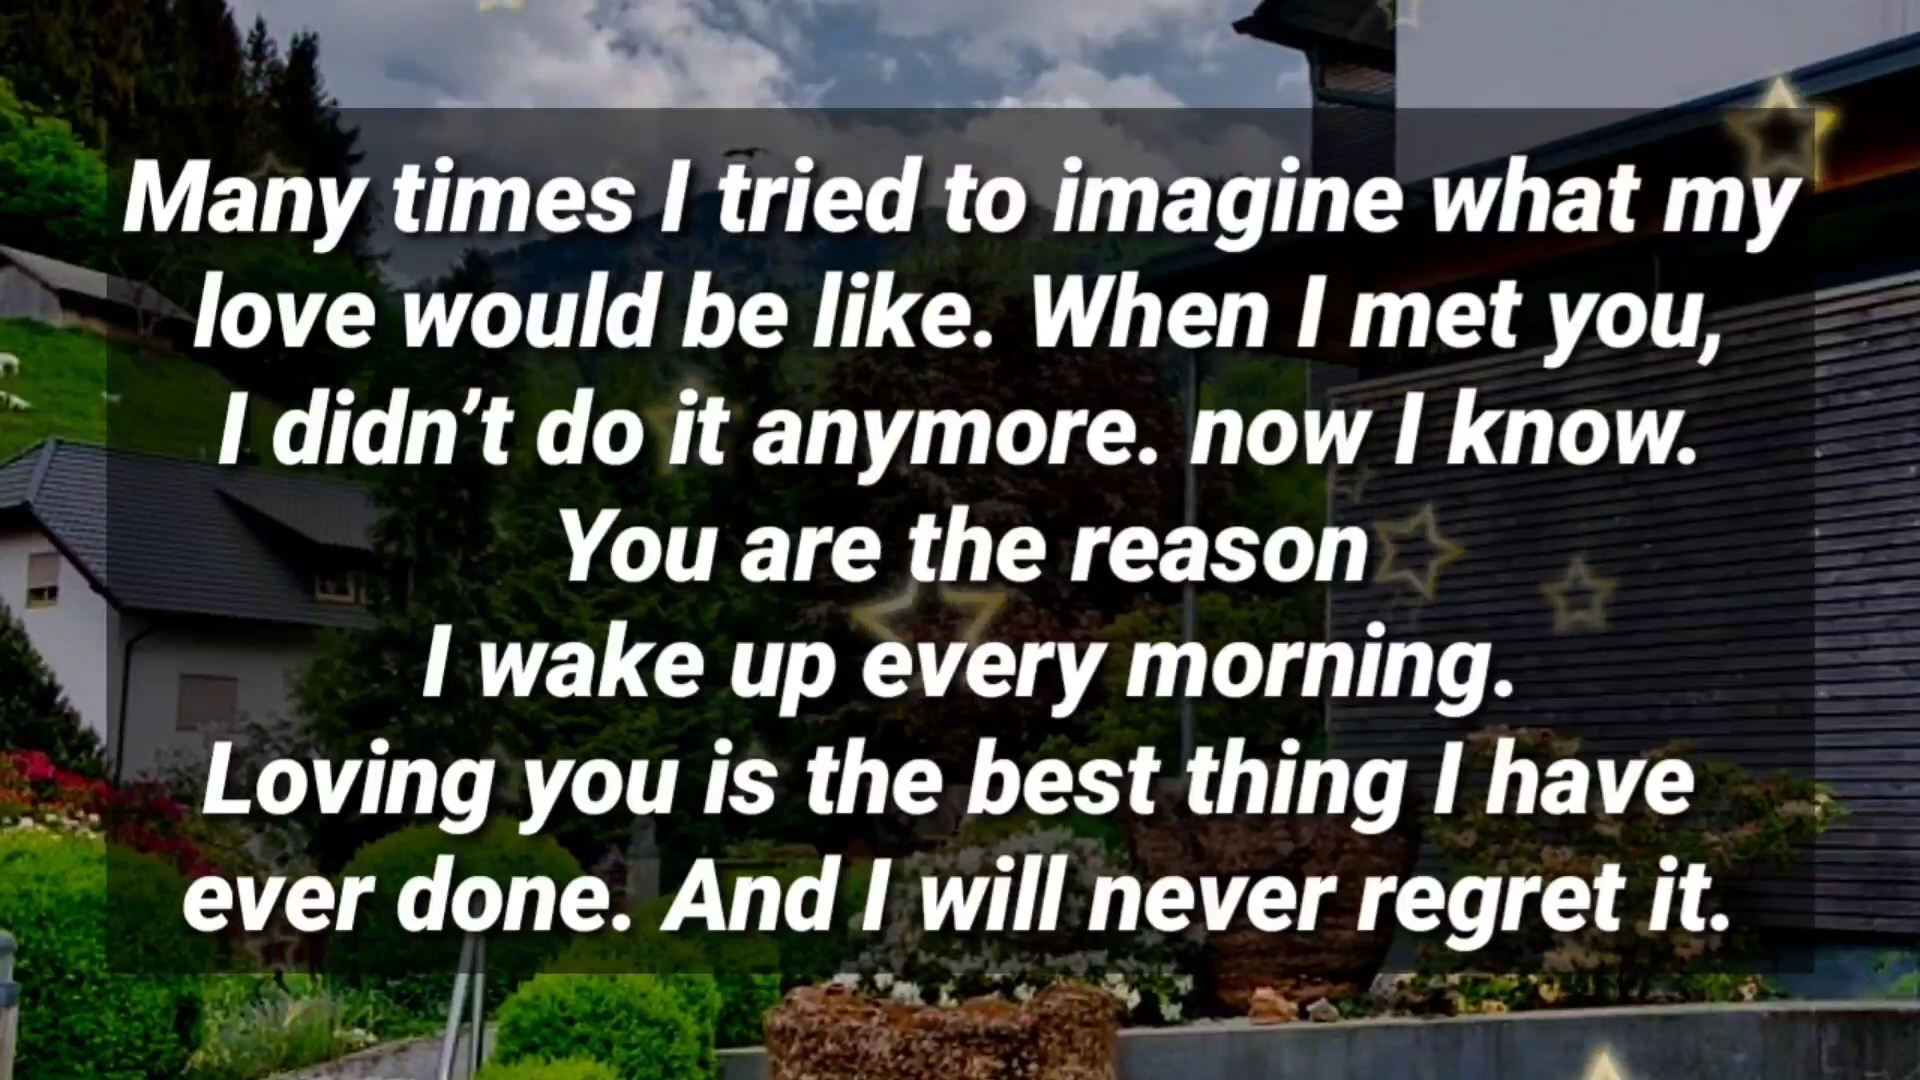 Many times I tried to imagine what my
love would be like. When I met you,
I didn’t do it anymore. now I know.
You are the reason
I wake up every morning.
Loving you is the best thing I have
ever done. And I will never regret it.